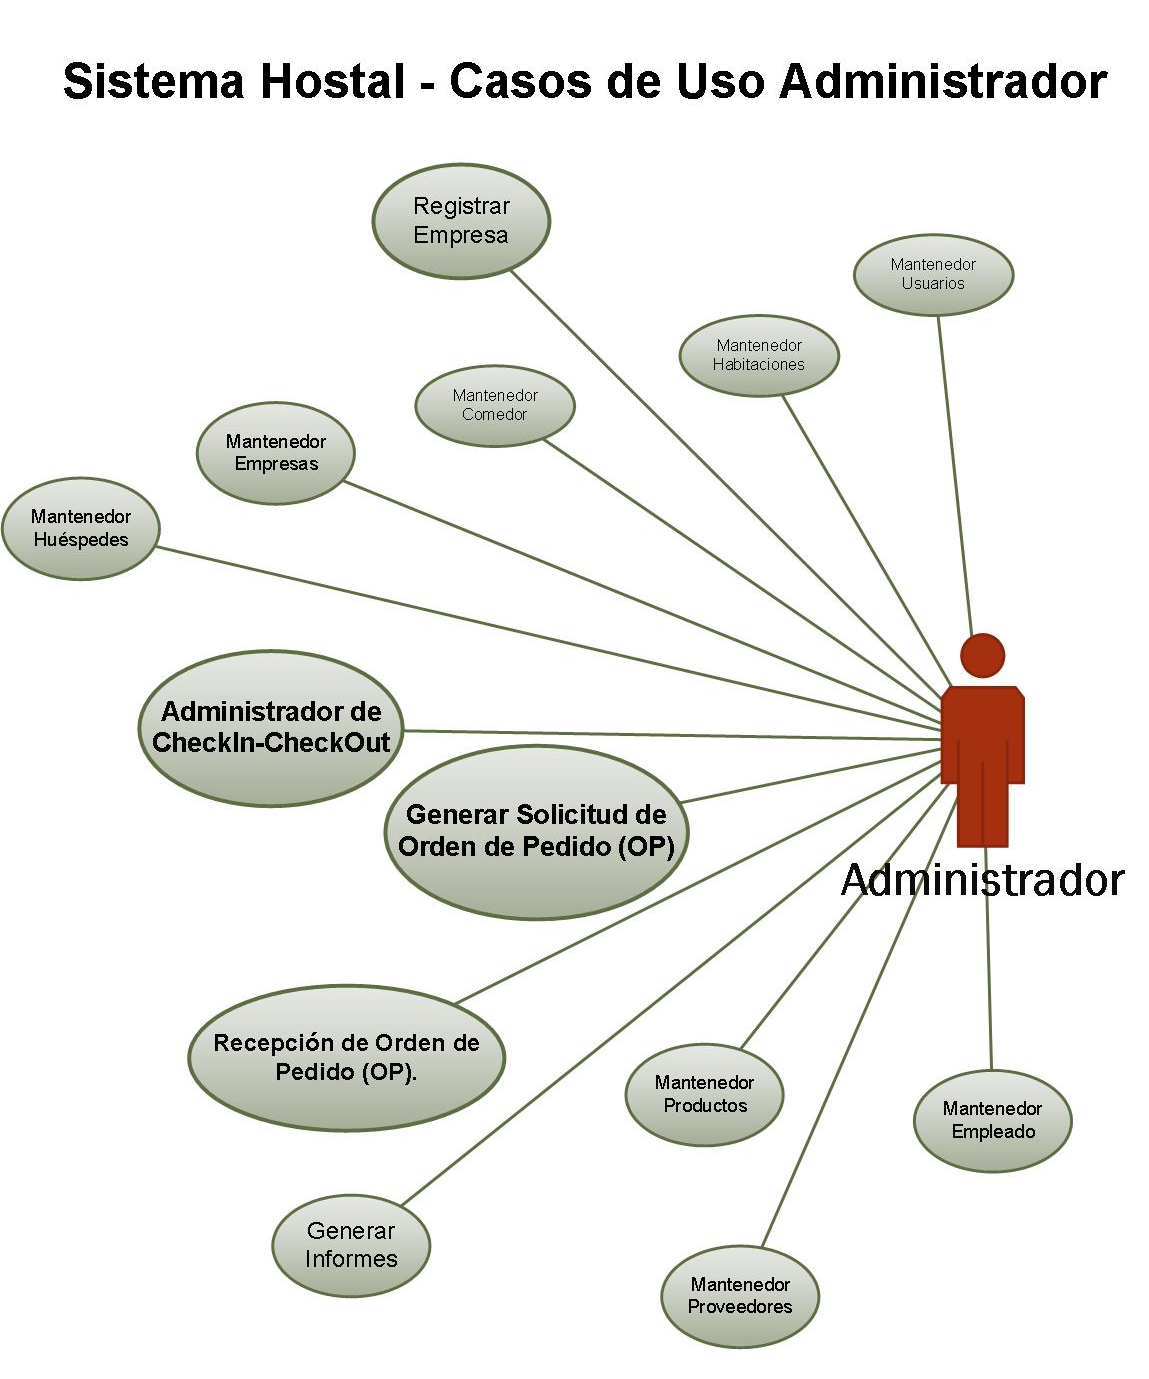 Sistema Hostal - Casos de Uso Administrador
Registrar
Empresa
Mantenedor
Usuarios
Mantenedor
Habitaciones
Mantenedor
Comedor
Mantenedor
Empresas
Mantenedor
Huéspedes
Administrador de
CheckIn-CheckOut
Generar Solicitud de
Orden de Pedido (OP)
Administrador
Recepción de Orden de
Pedido (OP).
Mantenedor
Productos
Mantenedor
Empleado
Generar
Informes
Mantenedor
Proveedores